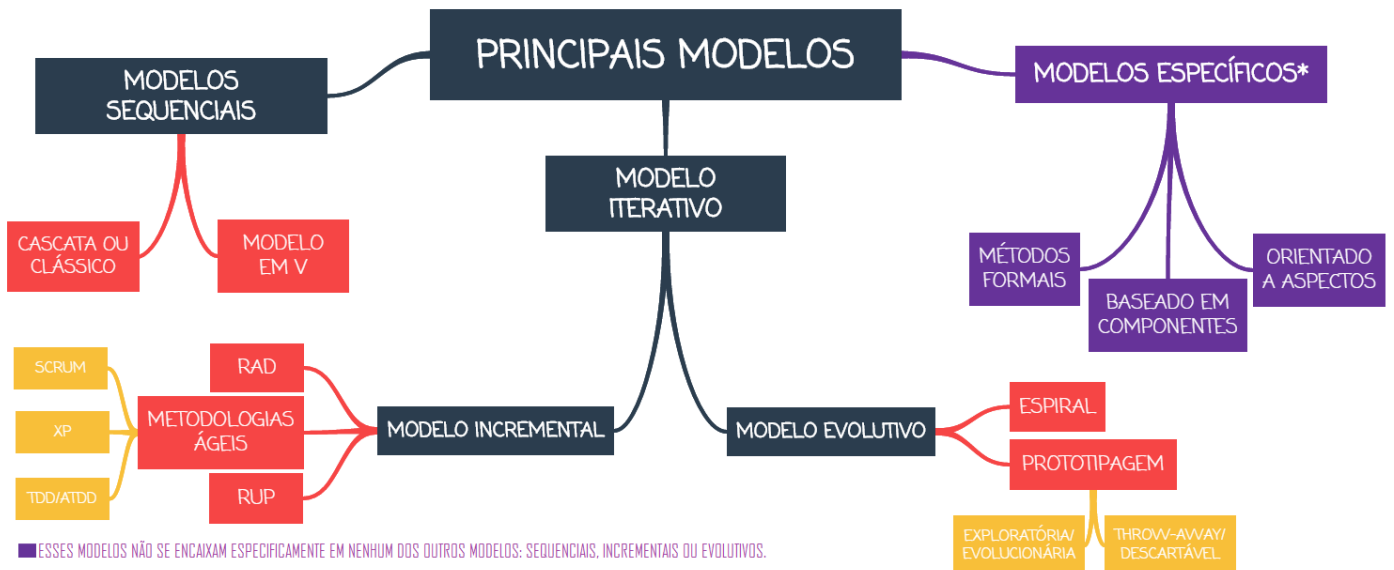 PRINCIPAIS MODELOS
MODELOS
SEQUENCIAIS
MODELOS ESPECÍFICOS*
MODELO
ITERATIVO
CASCATA OU
CLÁSSICO
MODELO
EM V
MÉTODOS
FORMAIS
BASEADO EM
COMPONENTES
ORIENTADO
A ASPECTOS
SCRUM
XP
TDD/ATDD
RAD
METODOLOGIAS
ÁGEIS
RUP
MODELO INCREMENTAL
MODELO EVOLUTIVO
ESPIRAL
PROTOTIPAGEM
EXPLORATÓRIA/
EVOLUCIONÁRIA
THROW-AWAY/
DESCARTÁVEL
ESSES MODELOS NÃO SE ENCAIXAM ESPECIFICAMENTE EM NENHUM DOS OUTROS MODELOS: SEQUENCIAIS, INCREMENTAIS OU EVOLUTIVOS.